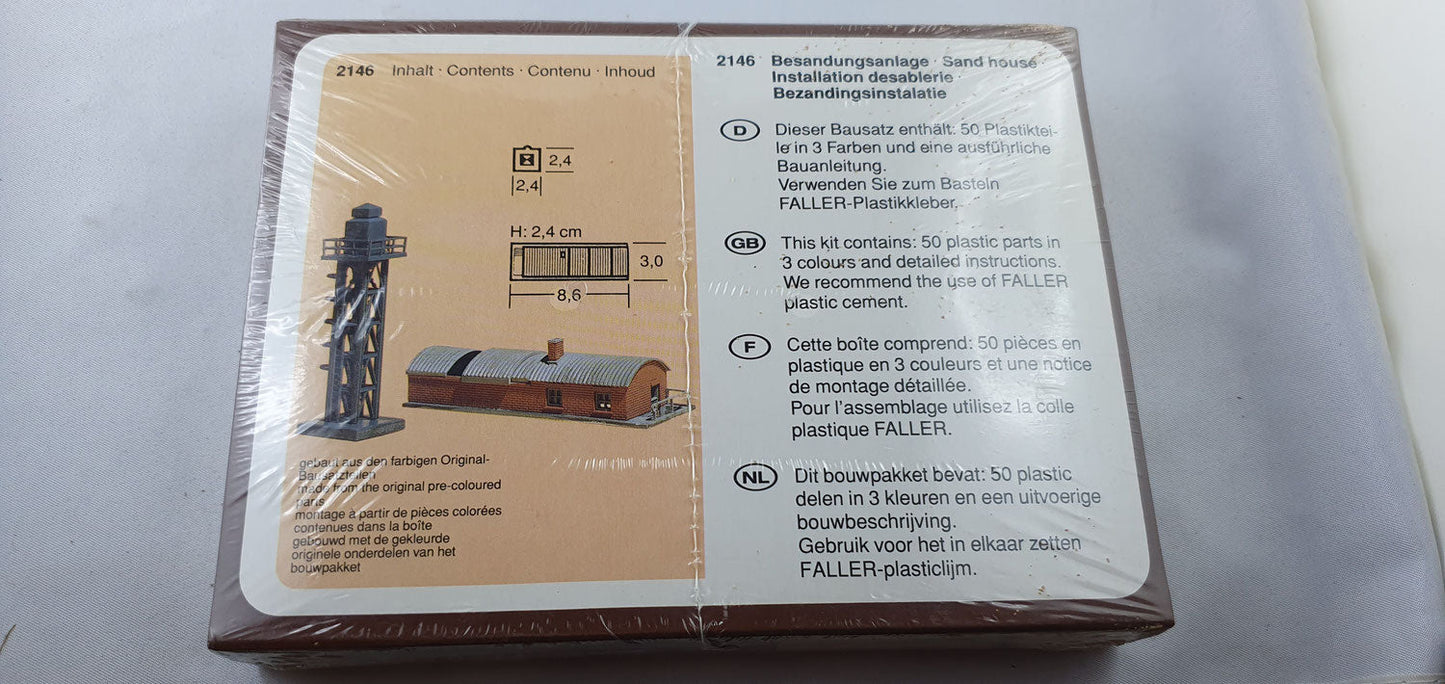 2146 Inhalt · Contents · Contenu · Inhoud
2,4
2,4
H: 2,4 cm
3,0
8,6
gebaut aus den farbigen Original-
Bausatzteilen
made from the original pre-coloured
parts
montage à partir de pièces colorées
contenues dans la boîte
gebouwd met de gekleurde
originele onderdelen van het
bouwpakket
2146 Besandungsanlage · Sand house
Installation desablerie
Bezandingsinstalatie
D
Dieser Bausatz enthält: 50 Plastiktei-
le in 3 Farben und eine ausführliche
Bauanleitung.
Verwenden Sie zum Basteln
FALLER-Plastikkleber.
GB
This kit contains: 50 plastic parts in
3 colours and detailed instructions.
We recommend the use of FALLER
plastic cement.
F
Cette boîte comprend: 50 pièces en
plastique en 3 couleurs et une notice
de montage détaillée.
Pour l'assemblage utilisez la colle
plastique FALLER.
NL
Dit bouwpakket bevat: 50 plastic
delen in 3 kleuren en een uitvoerige
bouwbeschrijving.
Gebruik voor het in elkaar zetten
FALLER-plasticlijm.